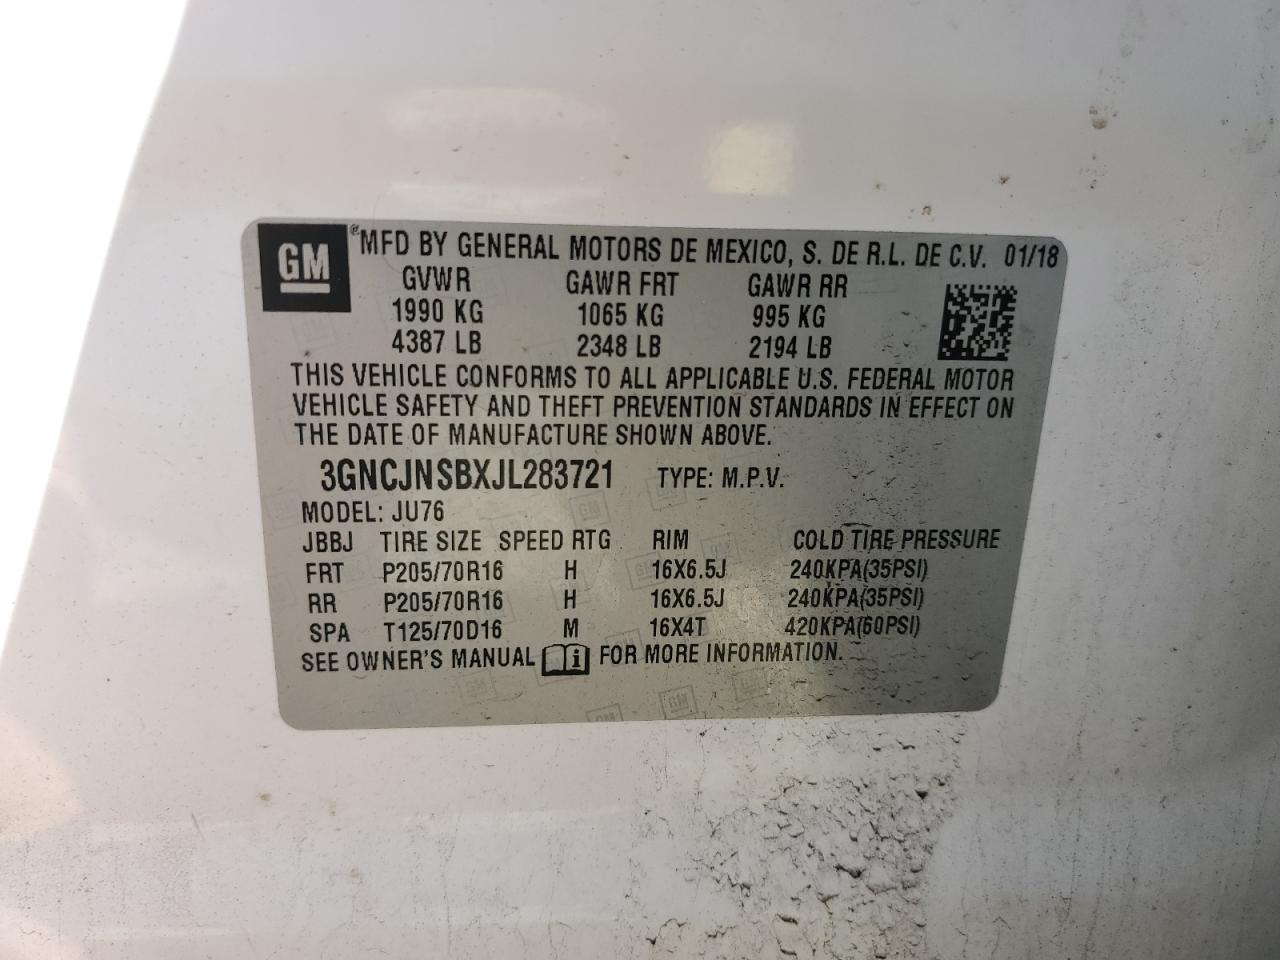 GM ® MFD BY GENERAL MOTORS DE MEXICO, S. DE R.L. DE C.V. 01/18
GVWR GAWR FRT GAWR RR
1990 KG 1065 KG 995 KG
4387 LB 2348 LB 2194 LB
THIS VEHICLE CONFORMS TO ALL APPLICABLE U.S. FEDERAL MOTOR
VEHICLE SAFETY AND THEFT PREVENTION STANDARDS IN EFFECT ON
THE DATE OF MANUFACTURE SHOWN ABOVE.
3GNCJNSBXJL283721 TYPE: M.P.V.
MODEL: JU76
JBBJ TIRE SIZE SPEED RTG RIM COLD TIRE PRESSURE
FRT P205/70R16 H 16X6.5J 240KPA(35PSI)
RR P205/70R16 H 16X6.5J 240KPA(35PSI)
SPA T125/70D16 M 16X4T 420KPA(60PSI)
SEE OWNER'S MANUAL i FOR MORE INFORMATION.